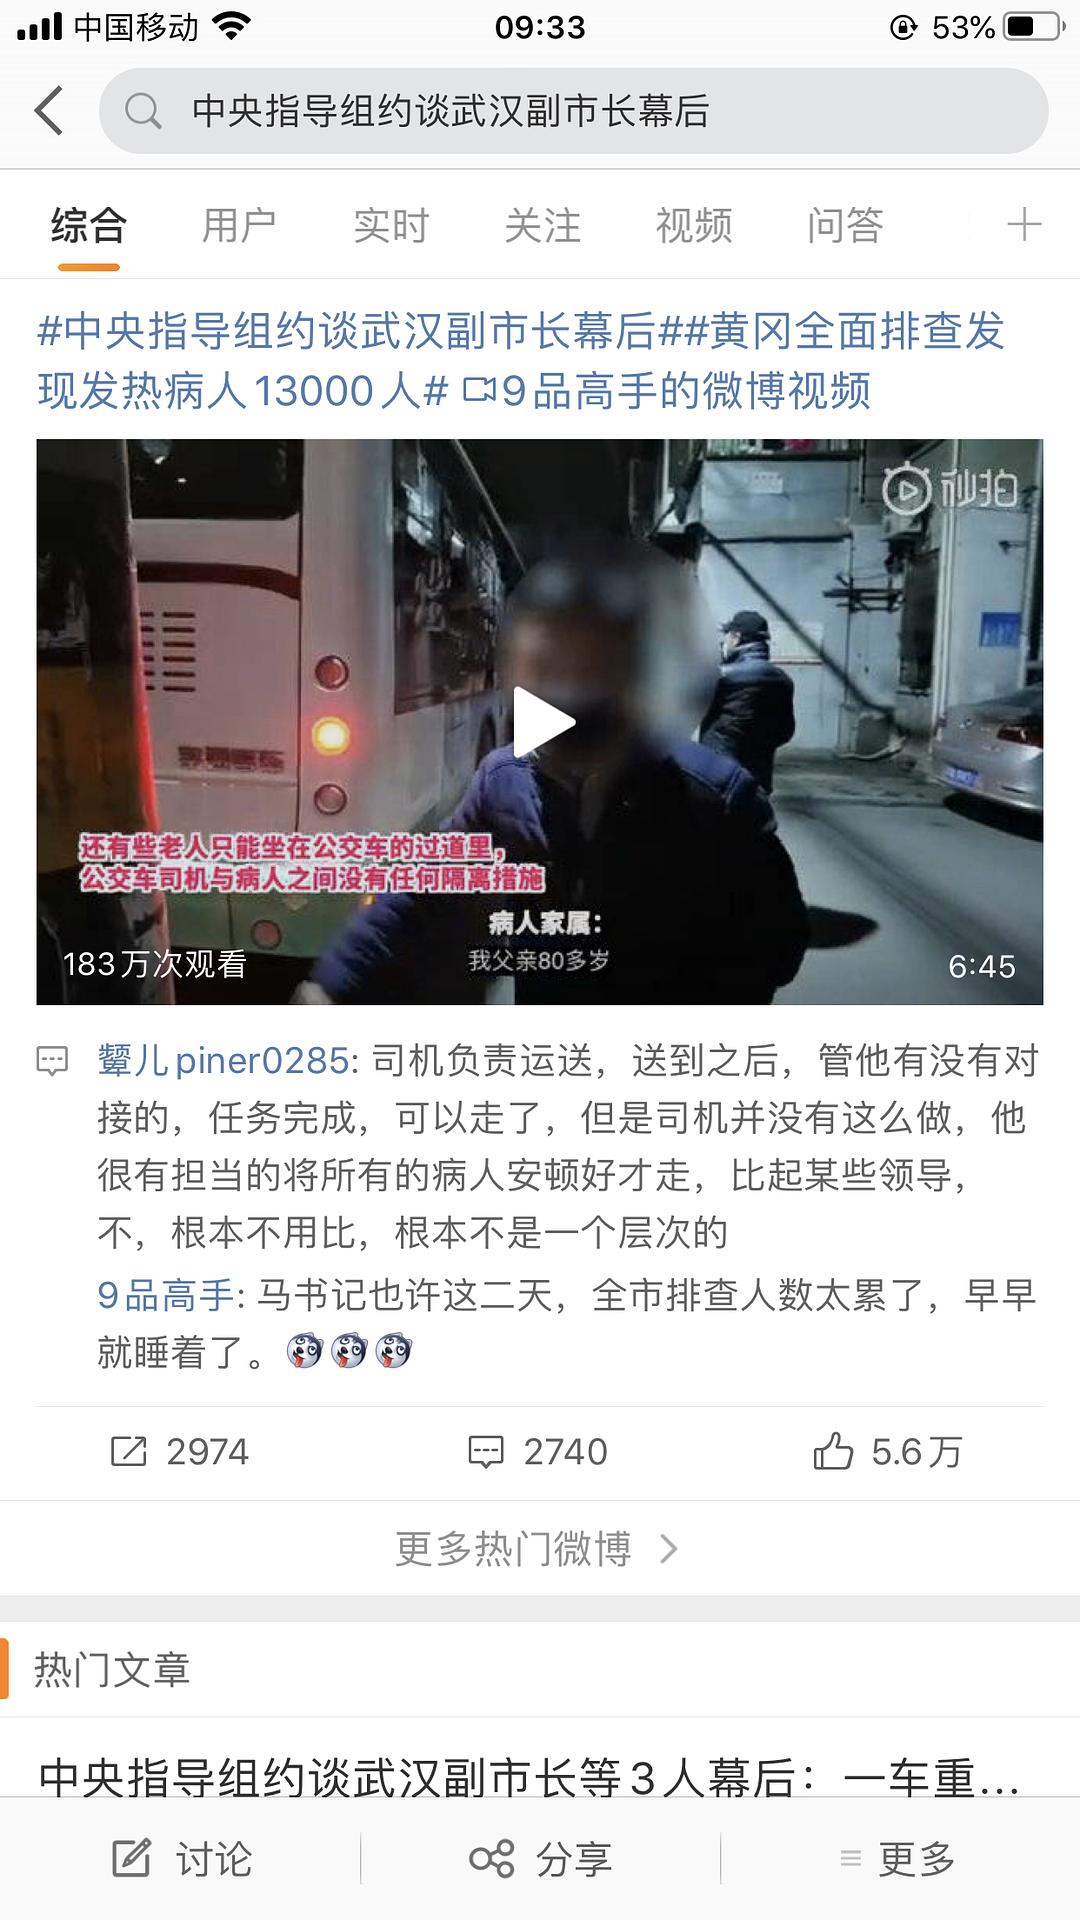 中国移动
09:33
53%
中央指导组约谈武汉副市长幕后
综合 用户 实时 关注 视频 问答
#中央指导组约谈武汉副市长幕后##黄冈全面排查发
现发热病人13000人# 9品高手的微博视频
秒拍
还有些老人只能坐在公交车的过道里，
公交车司机与病人之间没有任何隔离措施
病人家属：
我父亲80多岁
183万次观看
6:45
颦儿piner0285: 司机负责运送，送到之后，管他有没有对
接的，任务完成，可以走了，但是司机并没有这么做，他
很有担当的将所有的病人安顿好才走，比起某些领导，
不，根本不用比，根本不是一个层次的
9品高手: 马书记也许这二天，全市排查人数太累了，早早
就睡着了。
2974
2740
5.6万
更多热门微博
热门文章
中央指导组约谈武汉副市长等3人幕后：一车重...
讨论
分享
更多